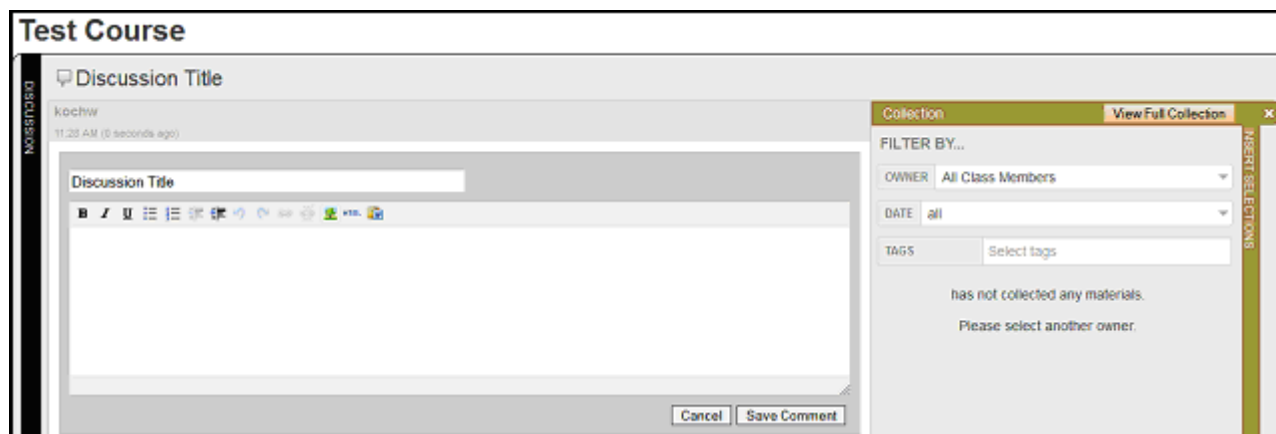 Test Course
DISCUSSION
Discussion Title
kochw
11:28 AM (0 seconds ago)
Discussion Title
B I U HTML
Cancel Save Comment
Collection View Full Collection x
FILTER BY...
OWNER All Class Members
DATE all
TAGS Select tags
has not collected any materials.
Please select another owner.
INSERT SELECTIONS